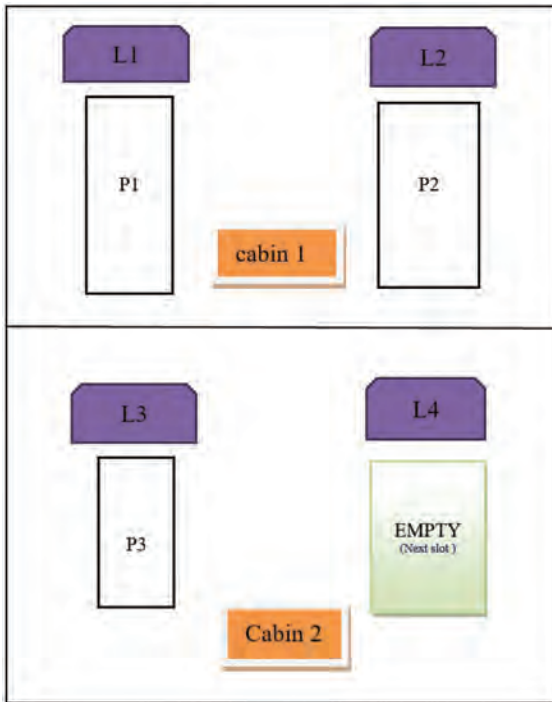 L1
L2
P1
P2
cabin 1
L3
L4
P3
EMPTY
(Next slot )
Cabin 2